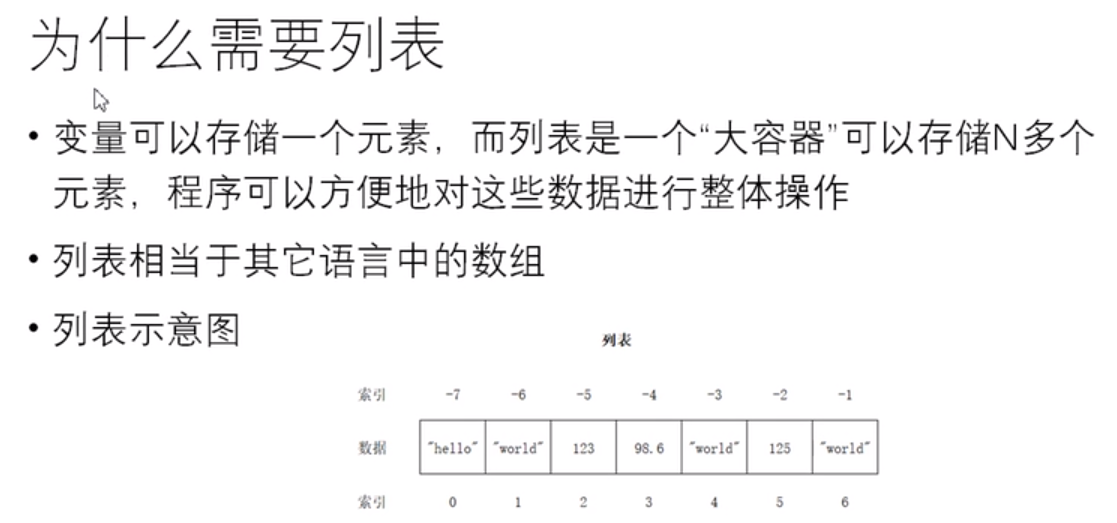 为什么需要列表
• 变量可以存储一个元素，而列表是一个“大容器”可以存储N多个
元素，程序可以方便地对这些数据进行整体操作
• 列表相当于其它语言中的数组
• 列表示意图
列表
索引 -7 -6 -5 -4 -3 -2 -1
数据 "hello" "world" 123 98.6 "world" 125 "world"
索引 0 1 2 3 4 5 6